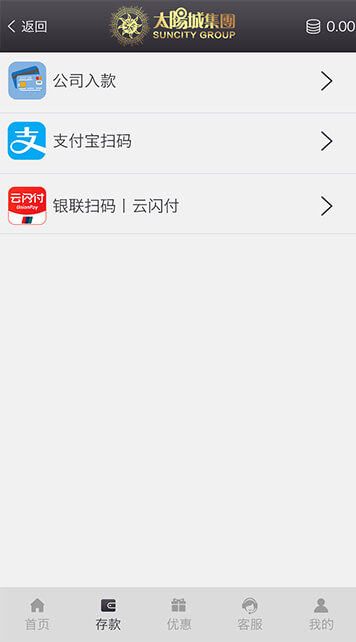 返回
太陽城集團
SUNCITY GROUP
0.00
公司入款
支付宝扫码
云闪付
UnionPay
银联扫码丨云闪付
首页
存款
优惠
客服
我的